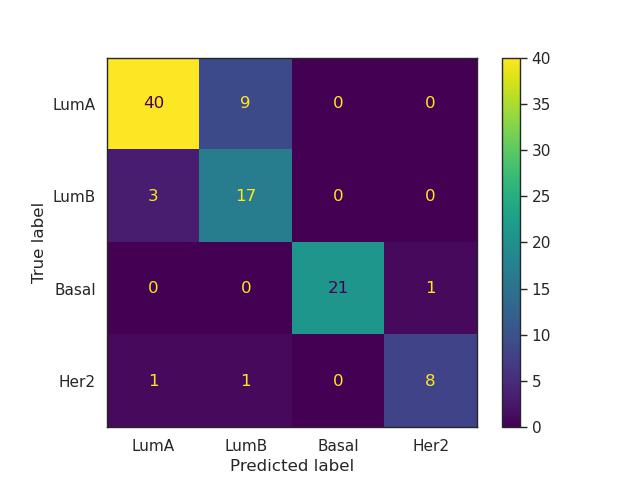 LumA 40 9 0 0
LumB 3 17 0 0
Basal 0 0 21 1
Her2 1 1 0 8
LumA LumB Basal Her2
Predicted label
True label
40
35
30
25
20
15
10
5
0